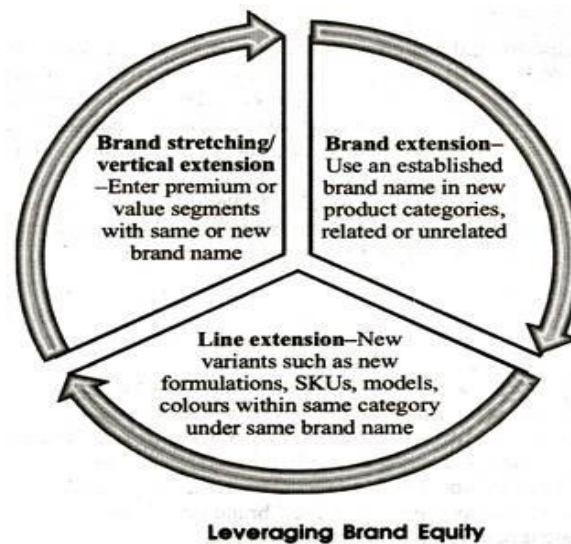 Brand stretching/
vertical extension
–Enter premium or
value segments
with same or new
brand name
Brand extension–
Use an established
brand name in new
product categories,
related or unrelated
Line extension–New
variants such as new
formulations, SKUs, models,
colours within same category
under same brand name
Leveraging Brand Equity